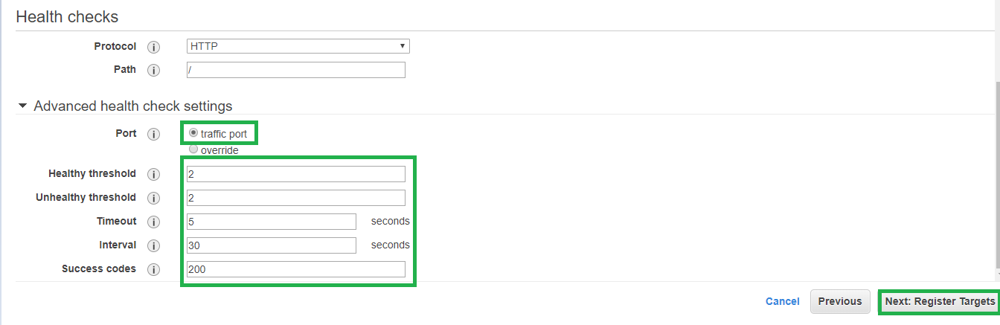 Health checks
Protocol i HTTP
Path i /
Advanced health check settings
Port i traffic port
override
Healthy threshold i 2
Unhealthy threshold i 2
Timeout i 5 seconds
Interval i 30 seconds
Success codes i 200
Cancel Previous Next: Register Targets